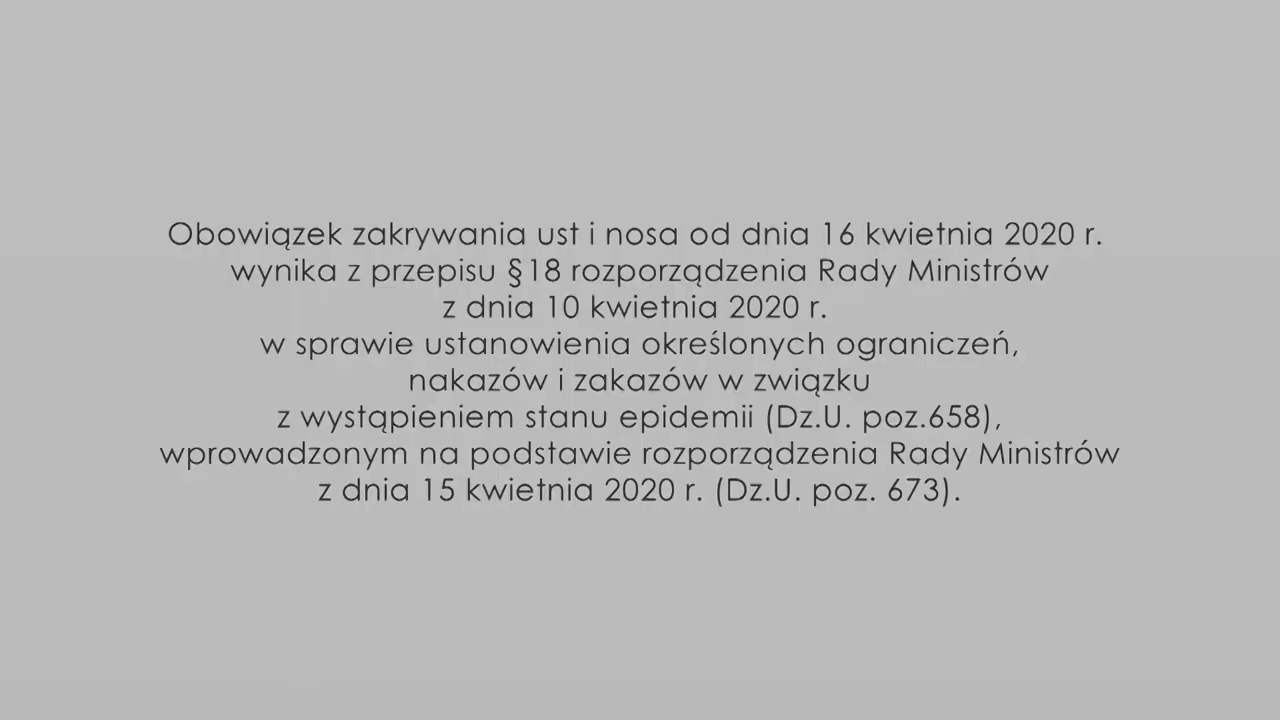 Obowiązek zakrywania ust i nosa od dnia 16 kwietnia 2020 r.
wynika z przepisu §18 rozporządzenia Rady Ministrów
z dnia 10 kwietnia 2020 r.
w sprawie ustanowienia określonych ograniczeń,
nakazów i zakazów w związku
z wystąpieniem stanu epidemii (Dz.U. poz.658),
wprowadzonym na podstawie rozporządzenia Rady Ministrów
z dnia 15 kwietnia 2020 r. (Dz.U. poz. 673).